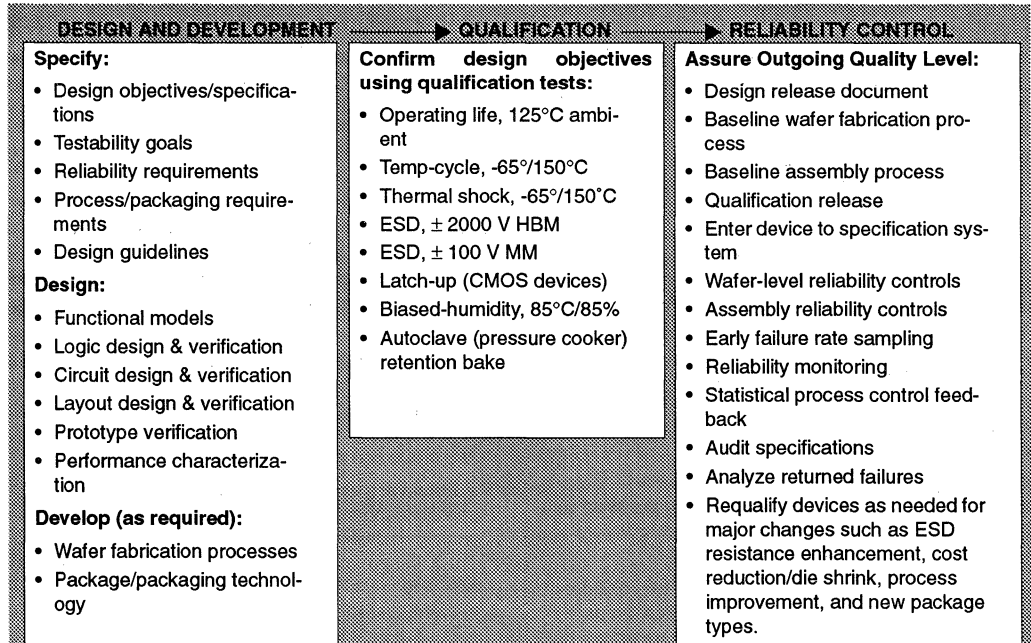 DESIGN AND DEVELOPMENT QUALIFICATION RELIABILITY CONTROL
Specify:
• Design objectives/specifica-
tions
• Testability goals
• Reliability requirements
• Process/packaging require-
ments
• Design guidelines
Design:
• Functional models
• Logic design & verification
• Circuit design & verification
• Layout design & verification
• Prototype verification
• Performance characteriza-
tion
Develop (as required):
• Wafer fabrication processes
• Package/packaging technol-
ogy
Confirm design objectives
using qualification tests:
• Operating life, 125°C ambi-
ent
• Temp-cycle, -65°/150°C
• Thermal shock, -65°/150°C
• ESD, ± 2000 V HBM
• ESD, ± 100 V MM
• Latch-up (CMOS devices)
• Biased-humidity, 85°C/85%
• Autoclave (pressure cooker)
retention bake
Assure Outgoing Quality Level:
• Design release document
• Baseline wafer fabrication pro-
cess
• Baseline assembly process
• Qualification release
• Enter device to specification sys-
tem
• Wafer-level reliability controls
• Assembly reliability controls
• Early failure rate sampling
• Reliability monitoring
• Statistical process control feed-
back
• Audit specifications
• Analyze returned failures
• Requalify devices as needed for
major changes such as ESD
resistance enhancement, cost
reduction/die shrink, process
improvement, and new package
types.